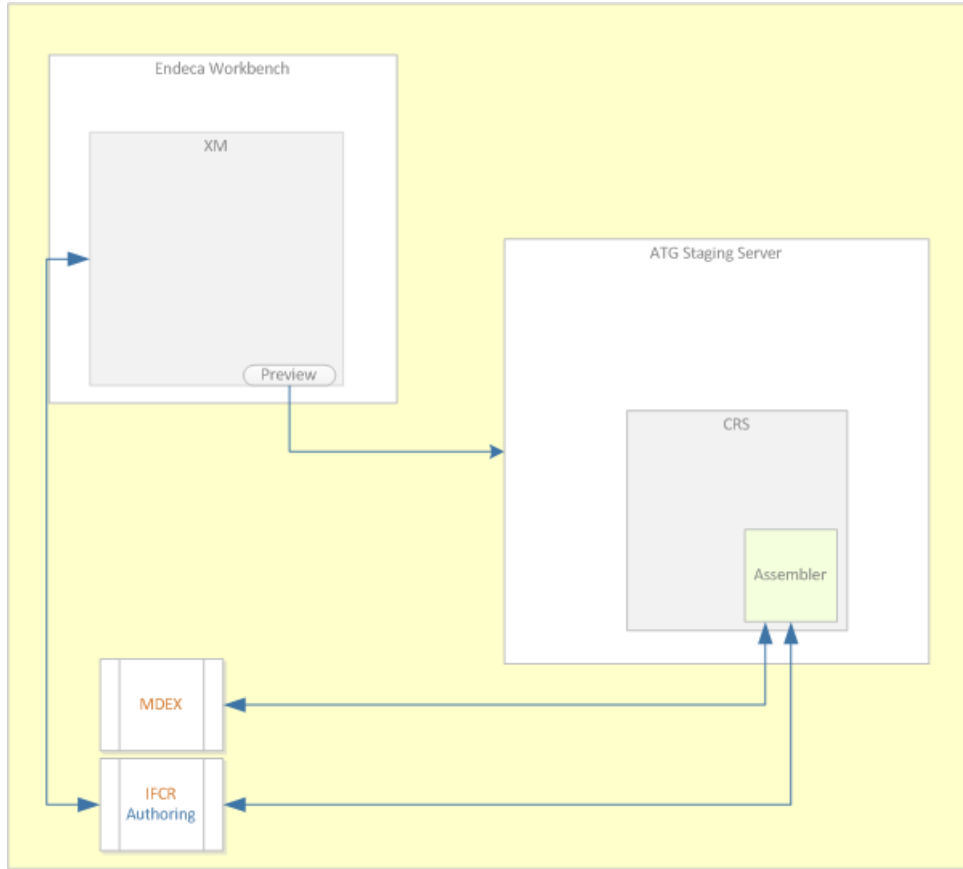 Endeca Workbench
XM
Preview
ATG Staging Server
CRS
Assembler
MDEX
IFCR
Authoring